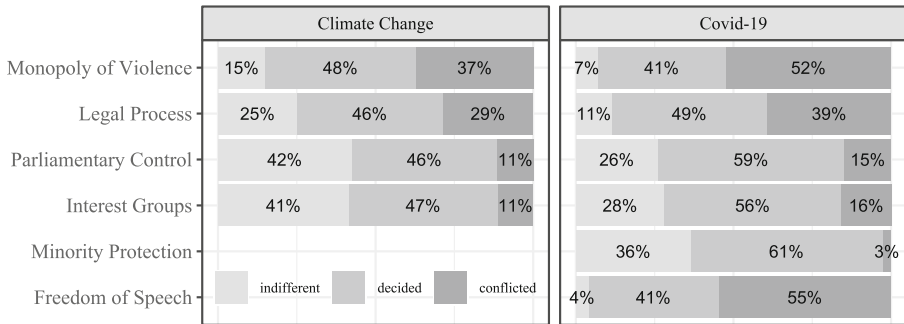 Climate Change Covid-19
Monopoly of Violence 15% 48% 37% 7% 41% 52%
Legal Process 25% 46% 29% 11% 49% 39%
Parliamentary Control 42% 46% 11% 26% 59% 15%
Interest Groups 41% 47% 11% 28% 56% 16%
Minority Protection 36% 61% 3%
indifferent decided conflicted
Freedom of Speech 4% 41% 55%